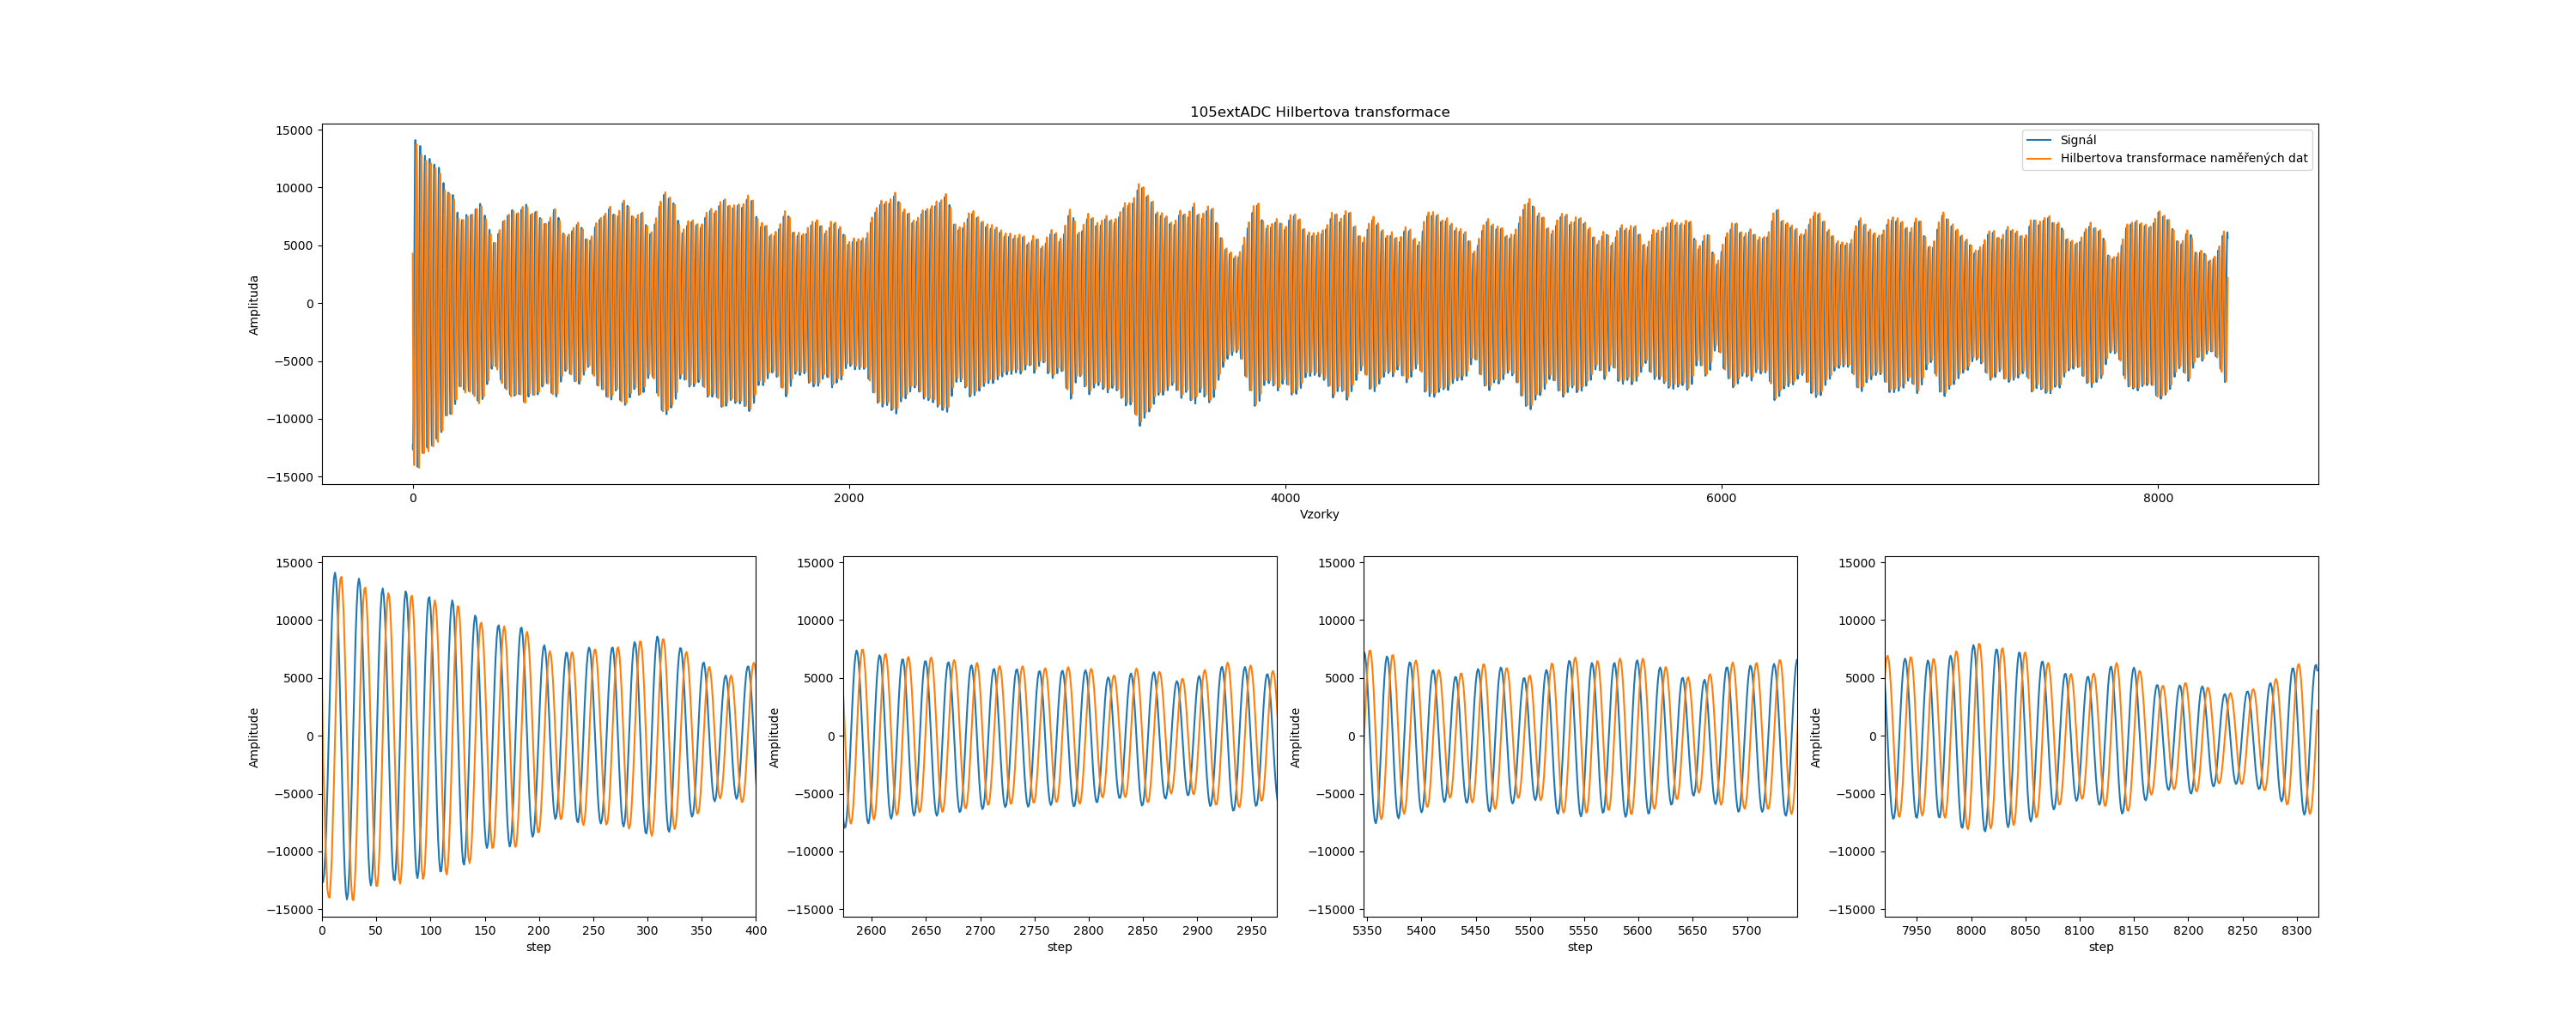 105extADC Hilbertova transformace
15000
10000
5000
0
−5000
−10000
−15000
Amplituda
Signál
Hilbertova transformace naměřených dat
0 2000 4000 6000 8000
Vzorky
15000
10000
5000
0
−5000
−10000
−15000
Amplitude
0 50 100 150 200 250 300 350 400
step
15000
10000
5000
0
−5000
−10000
−15000
Amplitude
2600 2650 2700 2750 2800 2850 2900 2950
step
15000
10000
5000
0
−5000
−10000
−15000
Amplitude
5350 5400 5450 5500 5550 5600 5650 5700
step
15000
10000
5000
0
−5000
−10000
−15000
Amplitude
7950 8000 8050 8100 8150 8200 8250 8300
step